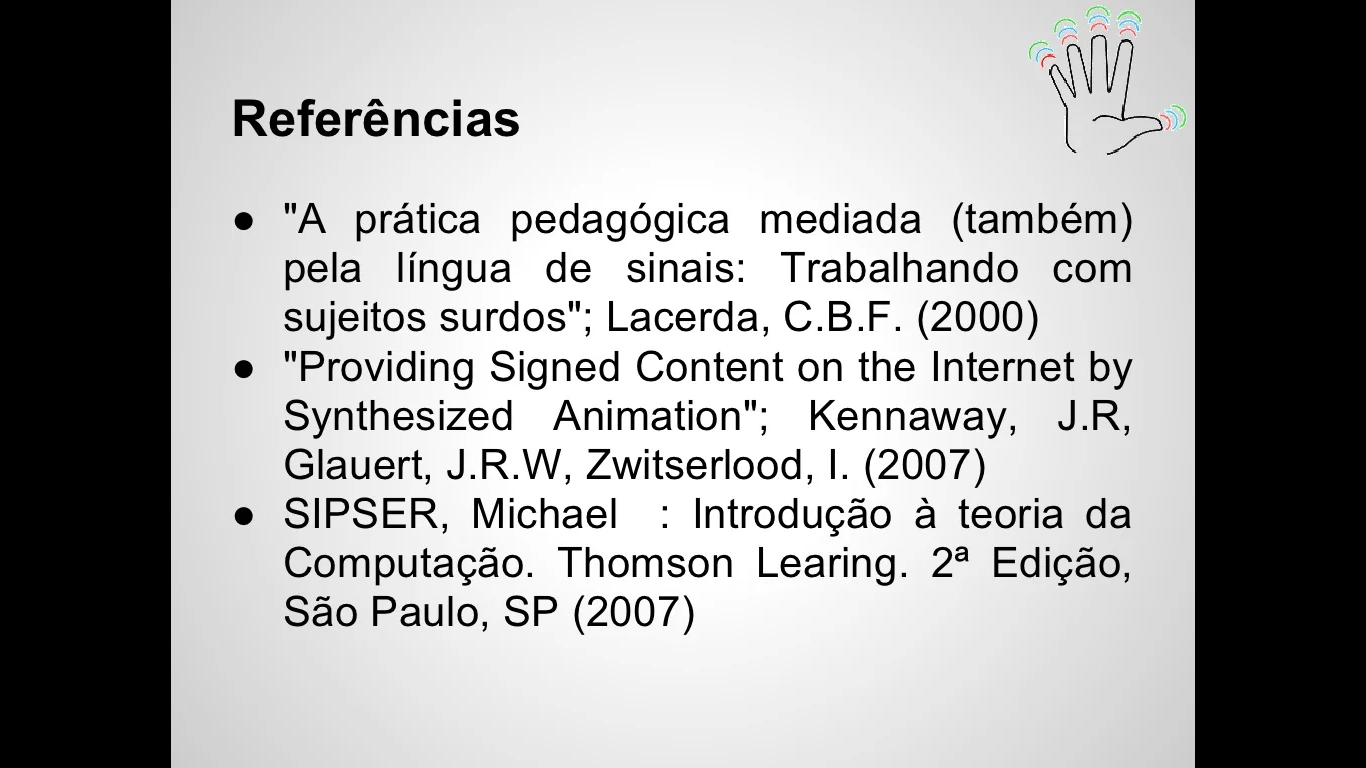 Referências
● "A prática pedagógica mediada (também)
pela língua de sinais: Trabalhando com
sujeitos surdos"; Lacerda, C.B.F. (2000)
● "Providing Signed Content on the Internet by
Synthesized Animation"; Kennaway, J.R,
Glauert, J.R.W, Zwitserlood, I. (2007)
● SIPSER, Michael : Introdução à teoria da
Computação. Thomson Learing. 2ª Edição,
São Paulo, SP (2007)